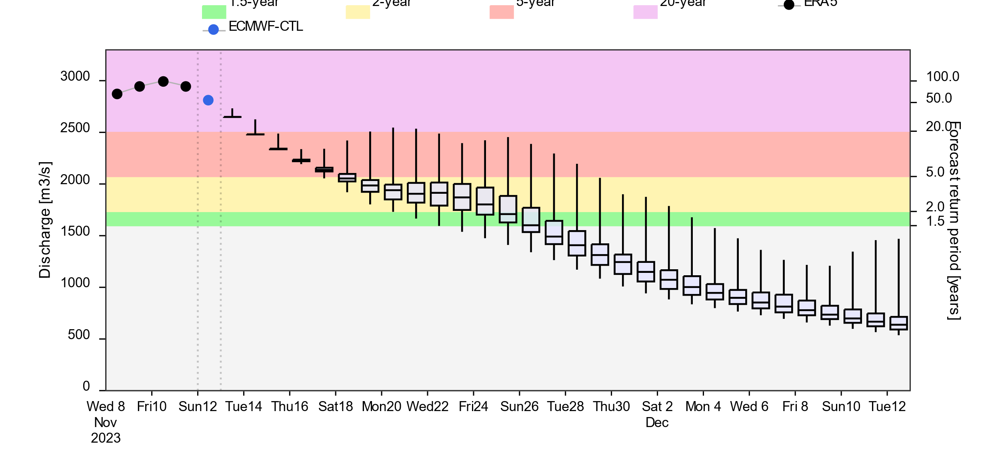 1.5-year 2-year 5-year 20-year ERA5
ECMWF-CTL
3000
2500
2000
1500
1000
500
0
Discharge [m3/s]
100.0
50.0
20.0
5.0
2.0
1.5
Forecast return period [years]
Wed 8 Fri10 Sun12 Tue14 Thu16 Sat18 Mon20 Wed22 Fri24 Sun26 Tue28 Thu30 Sat 2 Mon 4 Wed 6 Fri 8 Sun10 Tue12
Nov Dec
2023